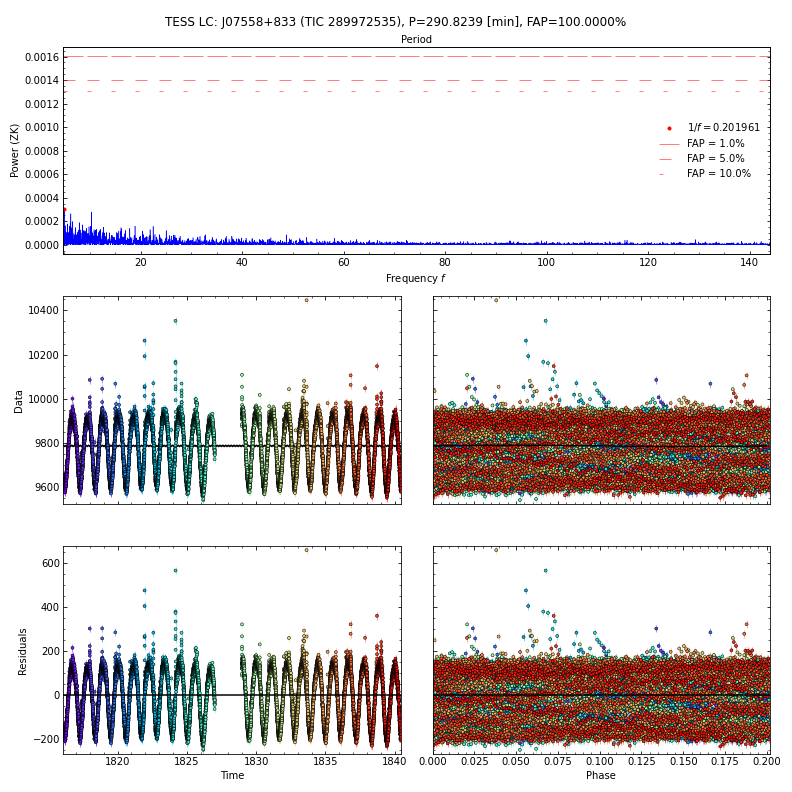 TESS LC: J07558+833 (TIC 289972535), P=290.8239 [min], FAP=100.0000%
Period
Power (ZK)
0.0016
0.0014
0.0012
0.0010
0.0008
0.0006
0.0004
0.0002
0.0000
1/f = 0.201961
FAP = 1.0%
FAP = 5.0%
FAP = 10.0%
20 40 60 80 100 120 140
Frequency f
Data
10400
10200
10000
9800
9600
Residuals
600
400
200
0
−200
1820 1825 1830 1835 1840
Time
0.000 0.025 0.050 0.075 0.100 0.125 0.150 0.175 0.200
Phase